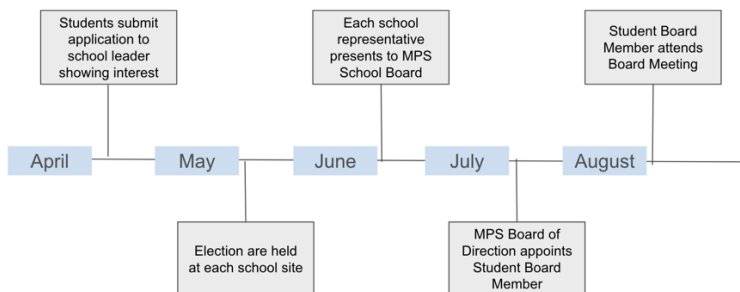 Students submit
application to
school leader
showing interest
Each school
representative
presents to MPS
School Board
Student Board
Member attends
Board Meeting
April
May
June
July
August
Election are held
at each school site
MPS Board of
Direction appoints
Student Board
Member